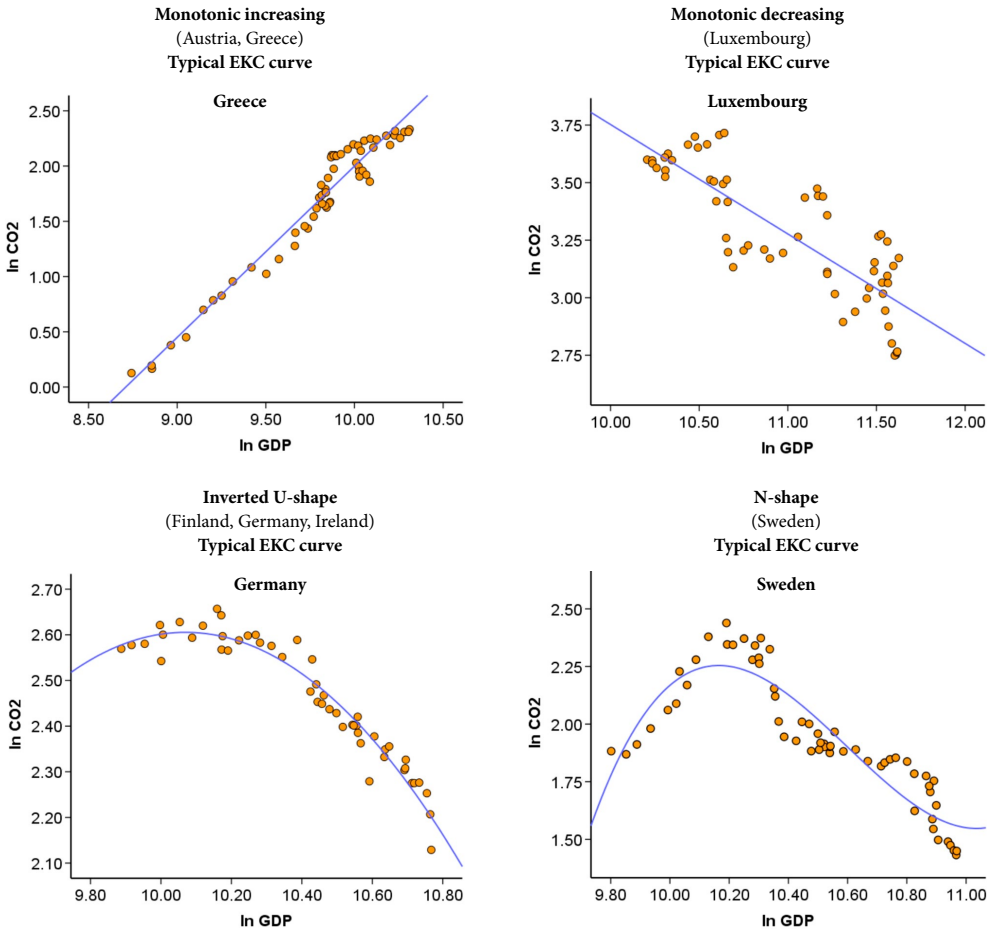 Monotonic increasing
(Austria, Greece)
Typical EKC curve
Greece
2.50
2.00
1.50
1.00
0.50
0.00
ln CO2
8.50 9.00 9.50 10.00 10.50
ln GDP
Monotonic decreasing
(Luxembourg)
Typical EKC curve
Luxembourg
3.75
3.50
3.25
3.00
2.75
ln CO2
10.00 10.50 11.00 11.50 12.00
ln GDP
Inverted U-shape
(Finland, Germany, Ireland)
Typical EKC curve
Germany
2.70
2.60
2.50
2.40
2.30
2.20
2.10
ln CO2
9.80 10.00 10.20 10.40 10.60 10.80
ln GDP
N-shape
(Sweden)
Typical EKC curve
Sweden
2.50
2.25
2.00
1.75
1.50
ln CO2
9.80 10.00 10.20 10.40 10.60 10.80 11.00
ln GDP